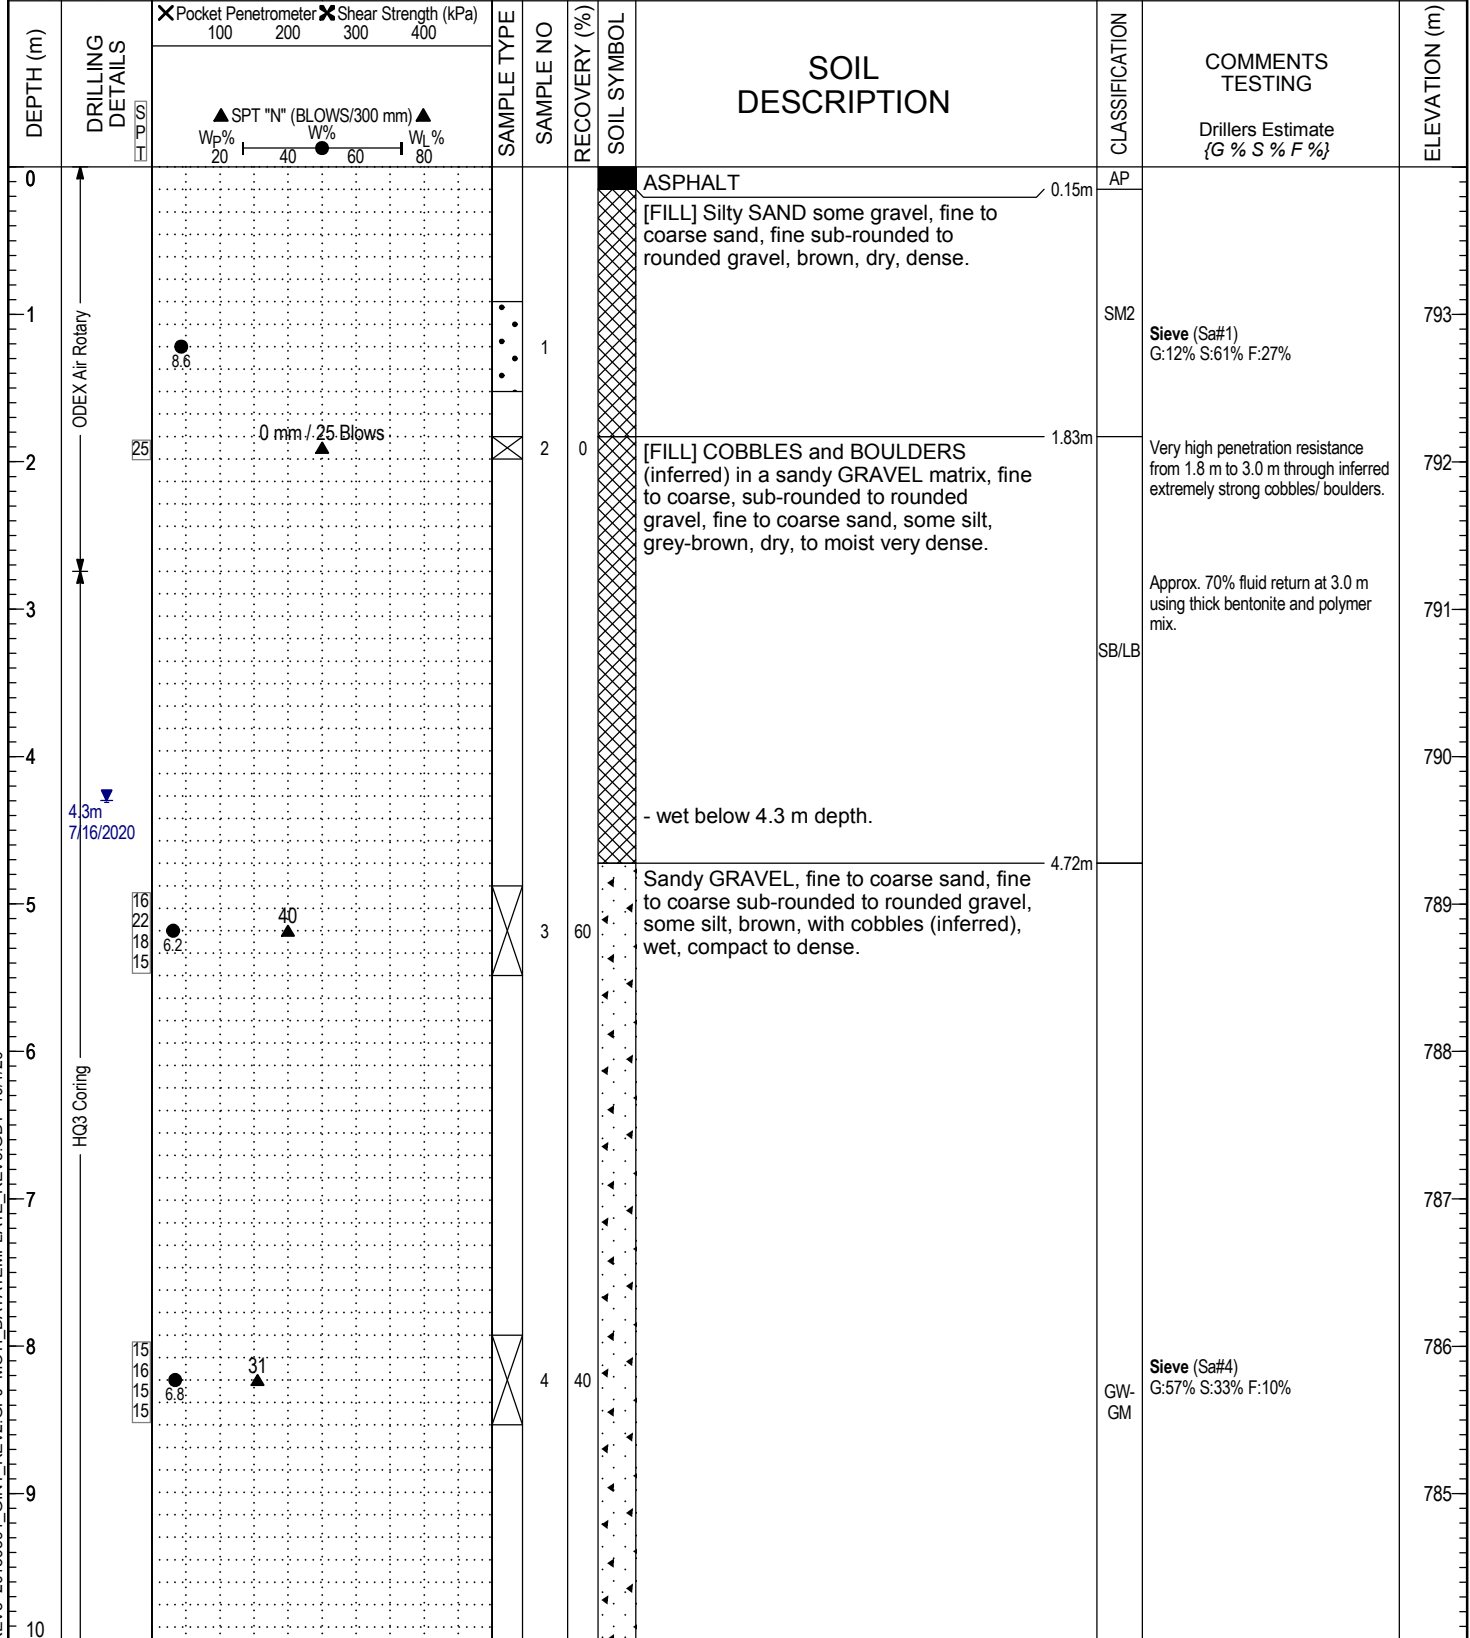 DEPTH (m)
DRILLING DETAILS
S P T
Pocket Penetrometer Shear Strength (kPa)
100 200 300 400
SPT "N" (BLOWS/300 mm)
WP% W% WL%
20 40 60 80
SAMPLE TYPE
SAMPLE NO
RECOVERY (%)
SOIL SYMBOL
SOIL DESCRIPTION
CLASSIFICATION
COMMENTS
TESTING
Drillers Estimate
{G % S % F %}
ELEVATION (m)
0
ASPHALT
0.15m
AP
[FILL] Silty SAND some gravel, fine to
coarse sand, fine sub-rounded to
rounded gravel, brown, dry, dense.
1
SM2
793
ODEX Air Rotary
8.6
1
Sieve (Sa#1)
G:12% S:61% F:27%
1.83m
25
0 mm / 25 Blows
2
0
[FILL] COBBLES and BOULDERS
(inferred) in a sandy GRAVEL matrix, fine
to coarse, sub-rounded to rounded
gravel, fine to coarse sand, some silt,
grey-brown, dry, to moist very dense.
Very high penetration resistance
from 1.8 m to 3.0 m through inferred
extremely strong cobbles/ boulders.
2
792
Approx. 70% fluid return at 3.0 m
using thick bentonite and polymer
mix.
3
791
SB/LB
4
790
4.3m
7/16/2020
- wet below 4.3 m depth.
4.72m
Sandy GRAVEL, fine to coarse sand, fine
to coarse sub-rounded to rounded gravel,
some silt, brown, with cobbles (inferred),
wet, compact to dense.
5
789
16
22
18
15
6.2
40
3
60
6
788
HQ3 Coring
7
787
8
786
15
16
15
15
6.8
31
4
40
GW-
GM
Sieve (Sa#4)
G:57% S:33% F:10%
9
785
10